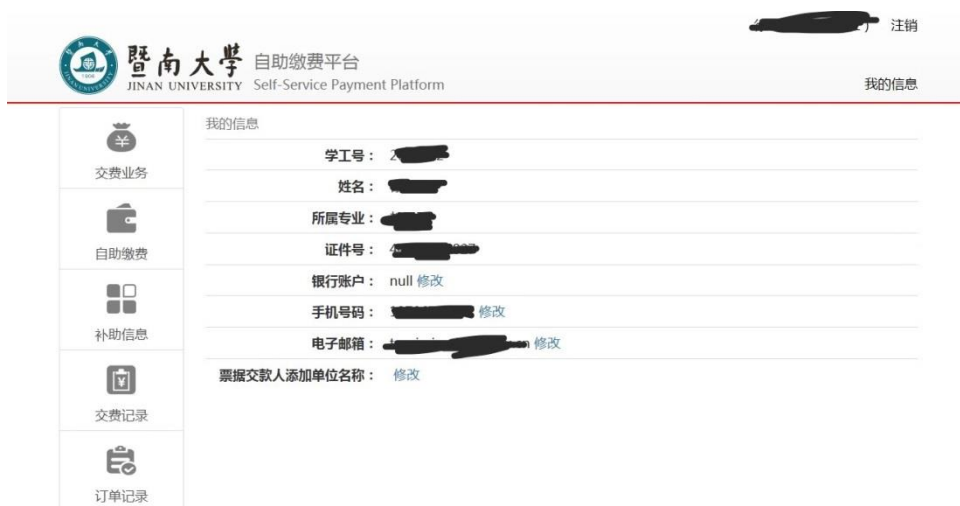 注销
暨南大學 自助缴费平台
JINAN UNIVERSITY Self-Service Payment Platform
我的信息
我的信息
学工号：
姓名：
所属专业：
证件号：
银行账户： null 修改
手机号码： 修改
电子邮箱： 修改
票据交款人添加单位名称： 修改
交费业务
自助缴费
补助信息
交费记录
订单记录